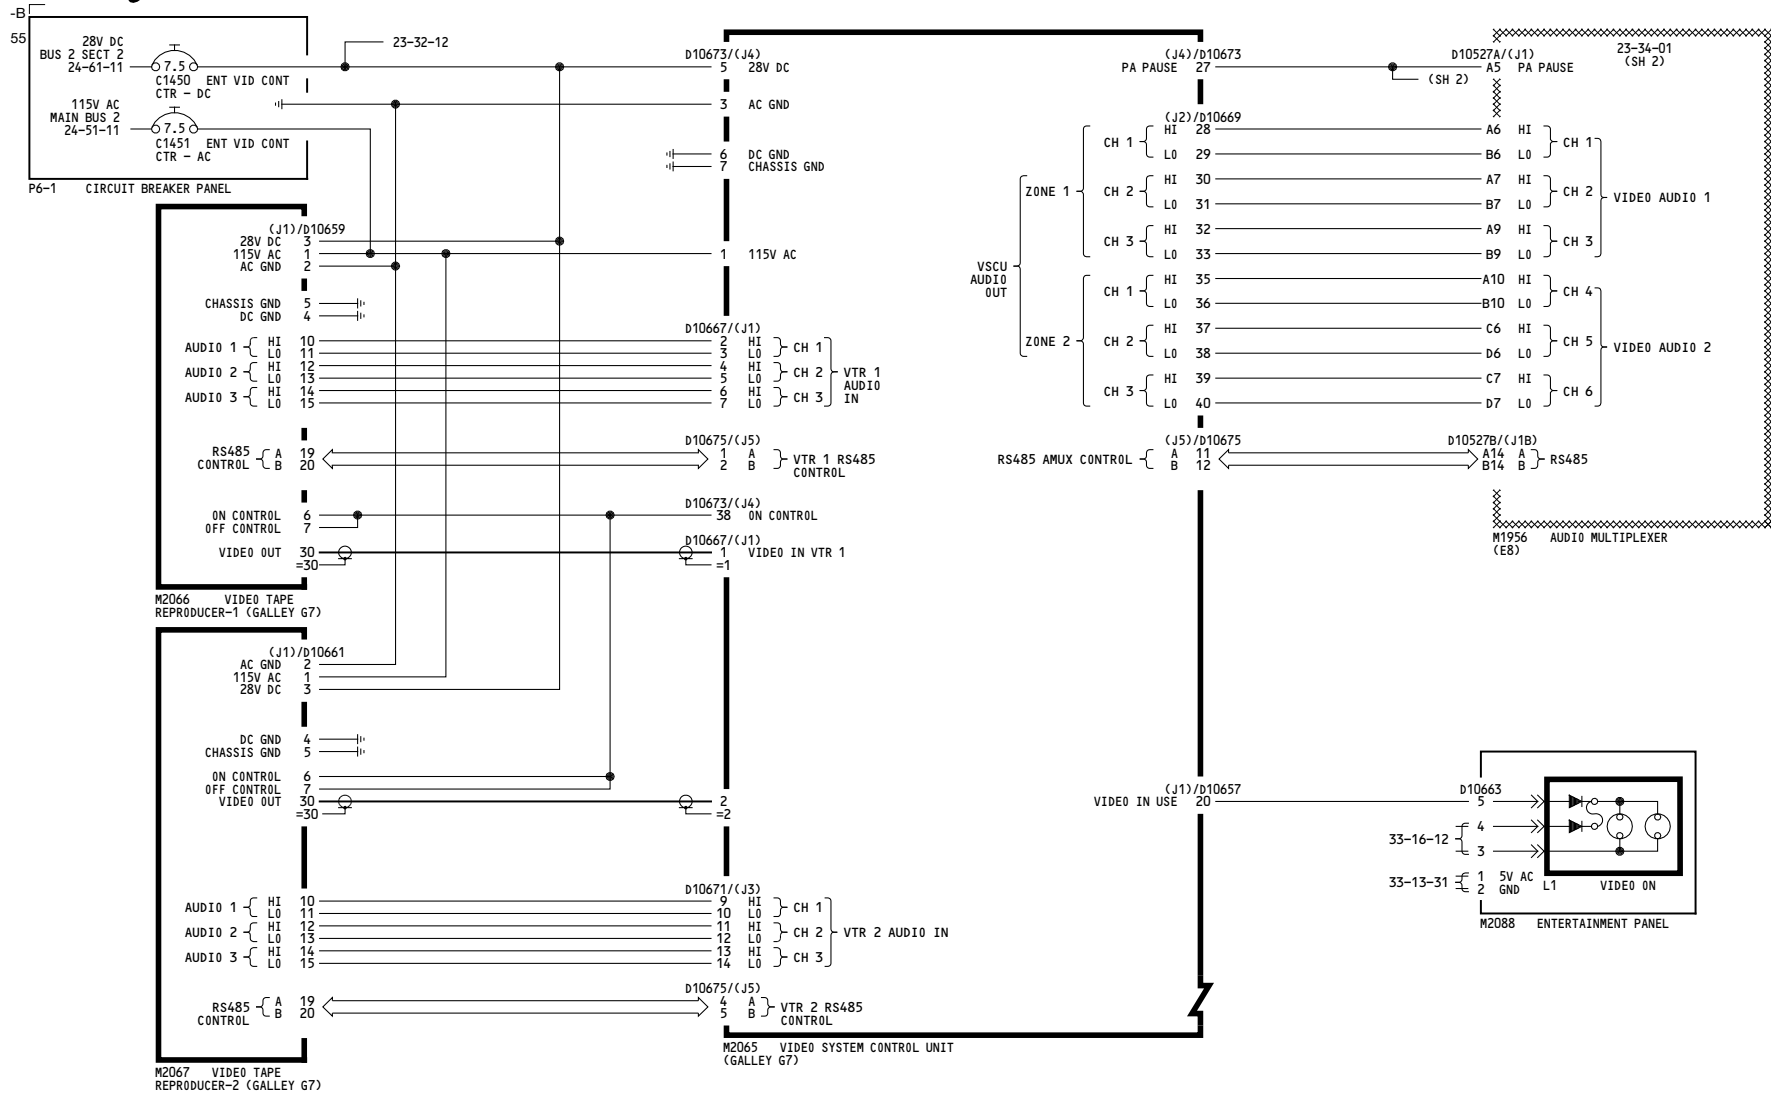 -B
55
28V DC
BUS 2 SECT 2
24-61-11
7.5
C1450 ENT VID CONT
CTR - DC
115V AC
MAIN BUS 2
24-51-11
7.5
C1451 ENT VID CONT
CTR - AC
P6-1 CIRCUIT BREAKER PANEL
23-32-12
(J1)/D10659
28V DC 3
115V AC 1
AC GND 2
CHASSIS GND 5
DC GND 4
AUDIO 1 HI 10
LO 11
AUDIO 2 HI 12
LO 13
AUDIO 3 HI 14
LO 15
RS485 CONTROL A 19
B 20
ON CONTROL 6
OFF CONTROL 7
VIDEO OUT 30
=30
M2066 VIDEO TAPE
REPRODUCER-1 (GALLEY G7)
(J1)/D10661
AC GND 2
115V AC 1
28V DC 3
DC GND 4
CHASSIS GND 5
ON CONTROL 6
OFF CONTROL 7
VIDEO OUT 30
=30
AUDIO 1 HI 10
LO 11
AUDIO 2 HI 12
LO 13
AUDIO 3 HI 14
LO 15
RS485 CONTROL A 19
B 20
M2067 VIDEO TAPE
REPRODUCER-2 (GALLEY G7)
D10673/(J4)
5 28V DC
3 AC GND
6 DC GND
7 CHASSIS GND
1 115V AC
D10667/(J1)
2 HI CH 1
3 LO
4 HI CH 2
5 LO
6 HI CH 3
7 LO
VTR 1
AUDIO
IN
D10675/(J5)
1 A VTR 1 RS485
2 B CONTROL
D10673/(J4)
38 ON CONTROL
D10667/(J1)
1 VIDEO IN VTR 1
=1
2
=2
D10671/(J3)
9 HI CH 1
10 LO
11 HI CH 2
12 LO
13 HI CH 3
14 LO
VTR 2 AUDIO IN
D10675/(J5)
4 A VTR 2 RS485
5 B CONTROL
M2065 VIDEO SYSTEM CONTROL UNIT
(GALLEY G7)
(J4)/D10673
PA PAUSE 27
(J2)/D10669
VSCU
AUDIO
OUT
ZONE 1
CH 1 HI 28
LO 29
CH 2 HI 30
LO 31
CH 3 HI 32
LO 33
ZONE 2
CH 1 HI 35
LO 36
CH 2 HI 37
LO 38
CH 3 HI 39
LO 40
(J5)/D10675
RS485 AMUX CONTROL A 11
B 12
(J1)/D10657
VIDEO IN USE 20
(SH 2)
D10527A/(J1)
A5 PA PAUSE
23-34-01
(SH 2)
A6 HI CH 1
B6 LO
A7 HI CH 2
B7 LO
A9 HI CH 3
B9 LO
VIDEO AUDIO 1
A10 HI CH 4
B10 LO
C6 HI CH 5
D6 LO
C7 HI CH 6
D7 LO
VIDEO AUDIO 2
D10527B/(J1B)
A14 A RS485
B14 B
M1956 AUDIO MULTIPLEXER
(E8)
D10663
5
4
3
33-16-12
1 5V AC
2 GND
33-13-31
L1 VIDEO ON
M2088 ENTERTAINMENT PANEL